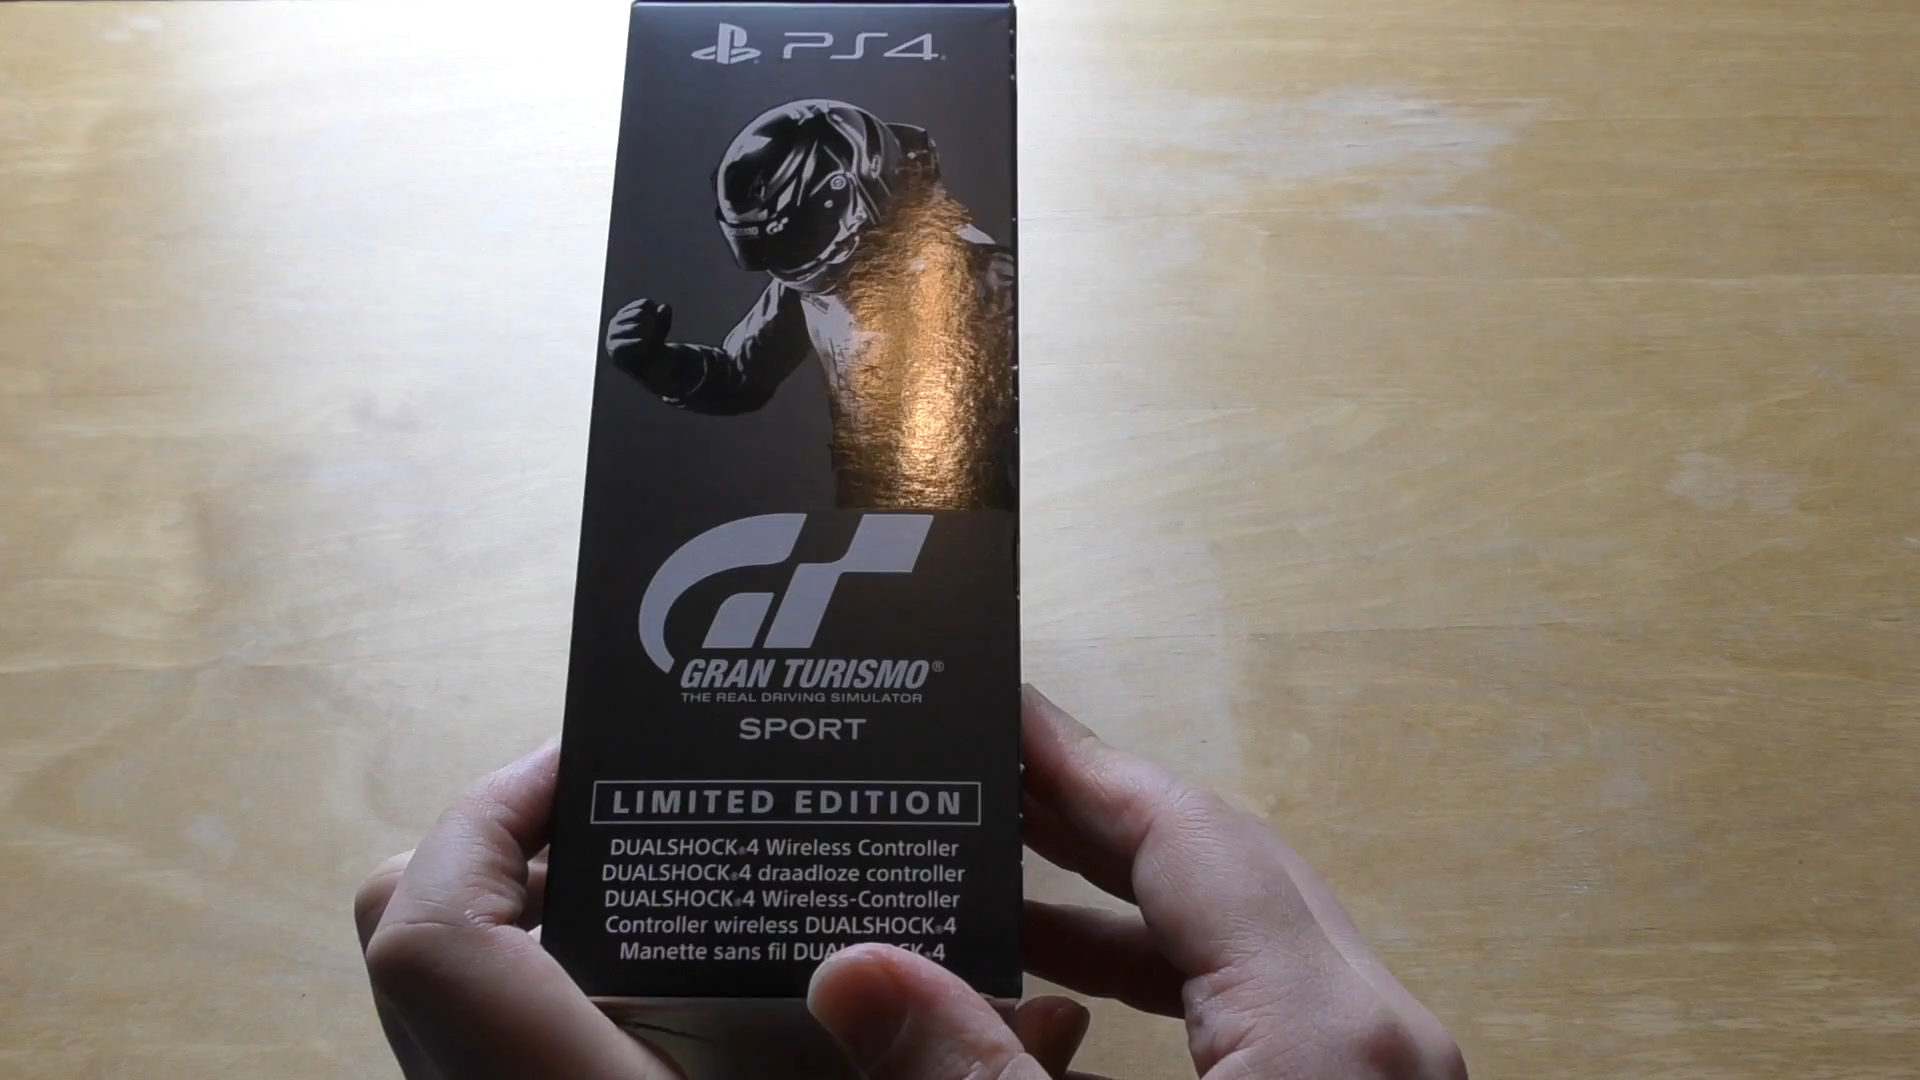 PS4
GRAN TURISMO®
THE REAL DRIVING SIMULATOR
SPORT
LIMITED EDITION
DUALSHOCK®4 Wireless Controller
DUALSHOCK®4 draadloze controller
DUALSHOCK®4 Wireless-Controller
Controller wireless DUALSHOCK®4
Manette sans fil